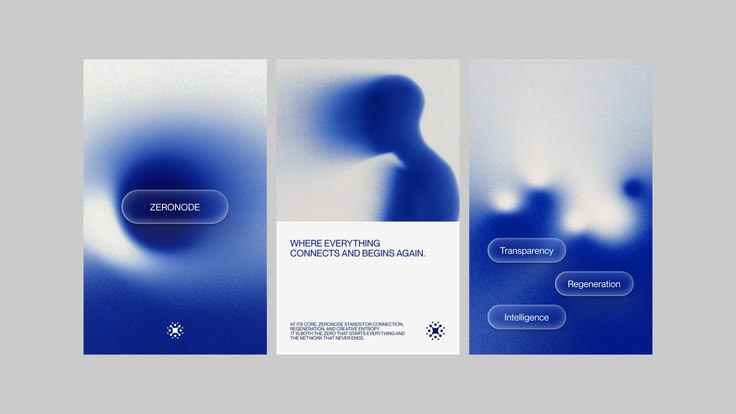 ZERONODE
WHERE EVERYTHING
CONNECTS AND BEGINS AGAIN.
AT ITS CORE, ZERONODE STANDS FOR CONNECTION,
REGENERATION, AND CREATIVE ENTROPY.
IT IS BOTH THE ZERO THAT STARTS EVERYTHING AND
THE NETWORK THAT NEVER ENDS.
Transparency
Regeneration
Intelligence